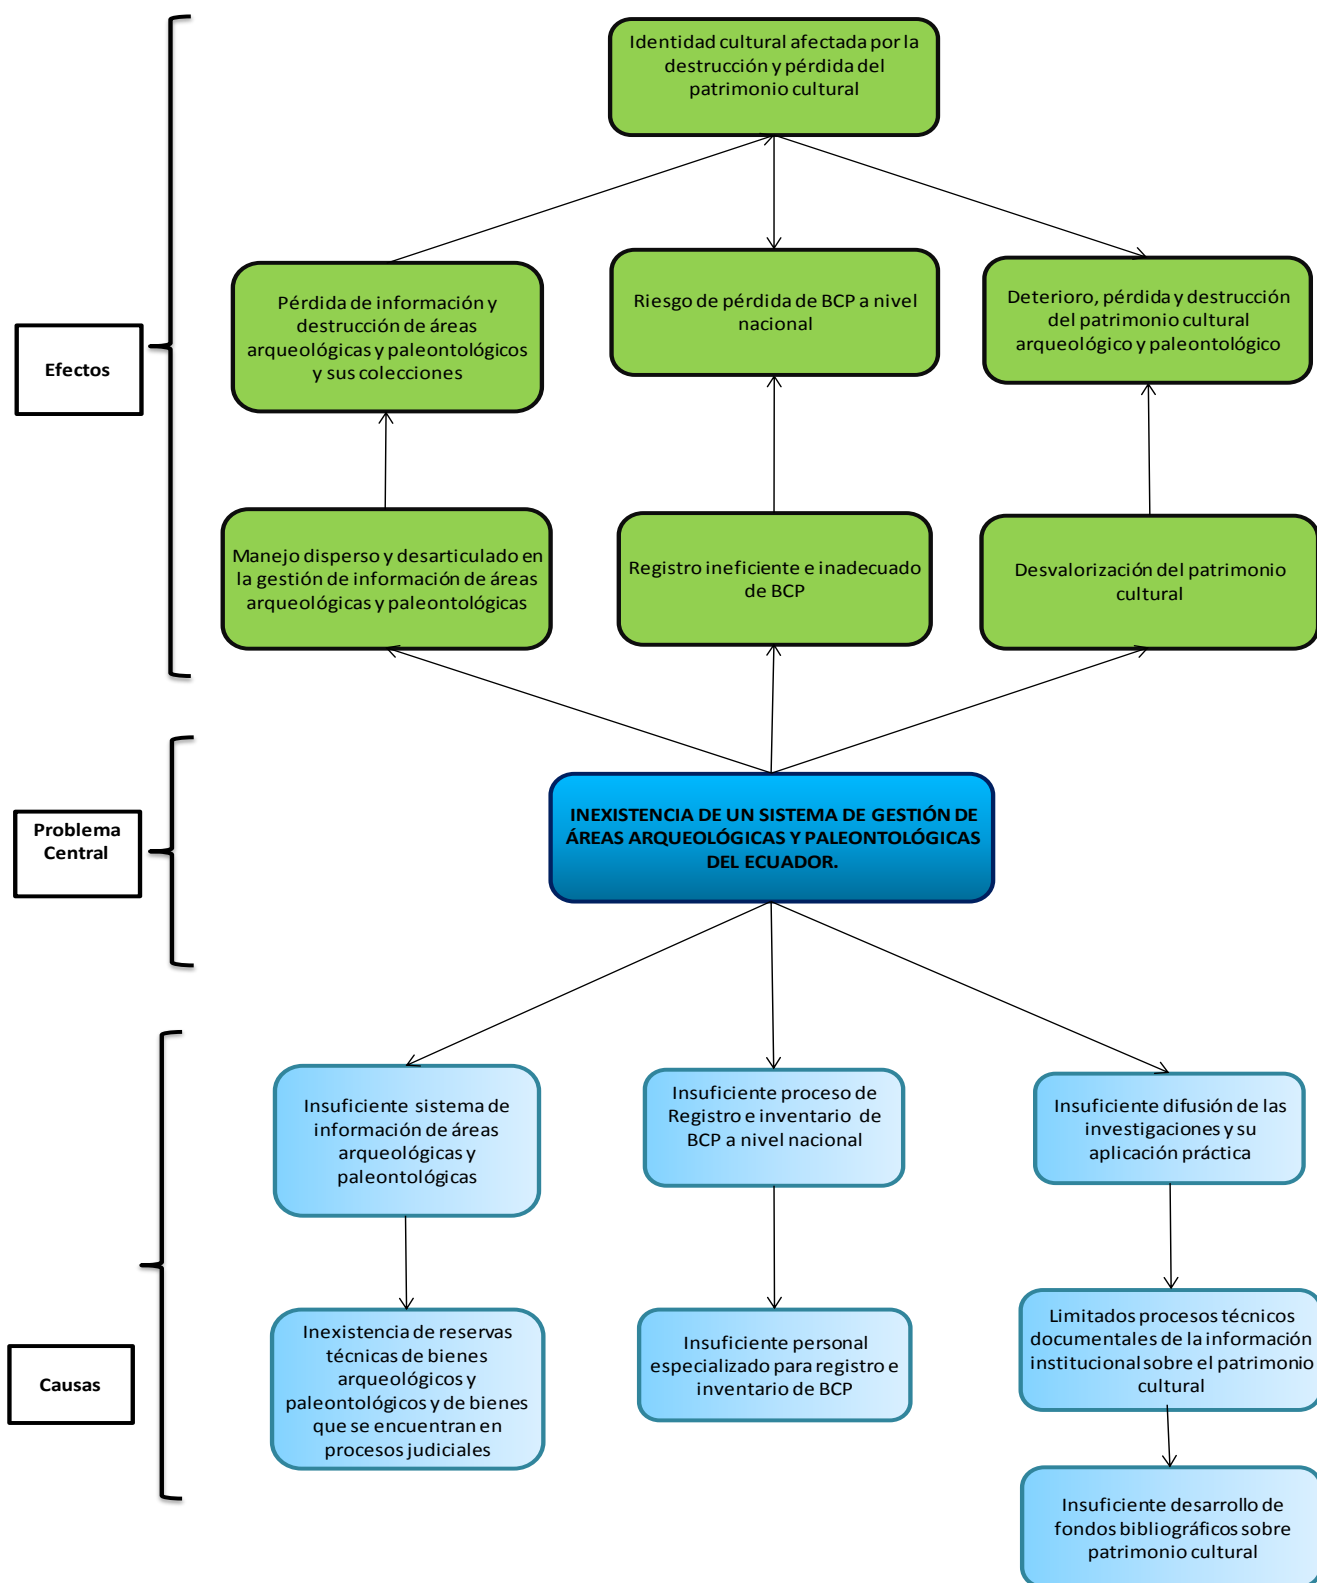 Identidad cultural afectada por la
destrucción y pérdida del
patrimonio cultural
Pérdida de información y
destrucción de áreas
arqueológicas y paleontológicos
y sus colecciones
Riesgo de pérdida de BCP a nivel
nacional
Deterioro, pérdida y destrucción
del patrimonio cultural
arqueológico y paleontológico
Efectos
Manejo disperso y desarticulado en
la gestión de información de áreas
arqueológicas y paleontológicas
Registro ineficiente e inadecuado
de BCP
Desvalorización del patrimonio
cultural
Problema
Central
INEXISTENCIA DE UN SISTEMA DE GESTIÓN DE
ÁREAS ARQUEOLÓGICAS Y PALEONTOLÓGICAS
DEL ECUADOR.
Insuficiente sistema de
información de áreas
arqueológicas y
paleontológicas
Insuficiente proceso de
Registro e inventario de
BCP a nivel nacional
Insuficiente difusión de las
investigaciones y su
aplicación práctica
Causas
Inexistencia de reservas
técnicas de bienes
arqueológicos y
paleontológicos y de bienes
que se encuentran en
procesos judiciales
Insuficiente personal
especializado para registro e
inventario de BCP
Limitados procesos técnicos
documentales de la información
institucional sobre el patrimonio
cultural
Insuficiente desarrollo de
fondos bibliográficos sobre
patrimonio cultural